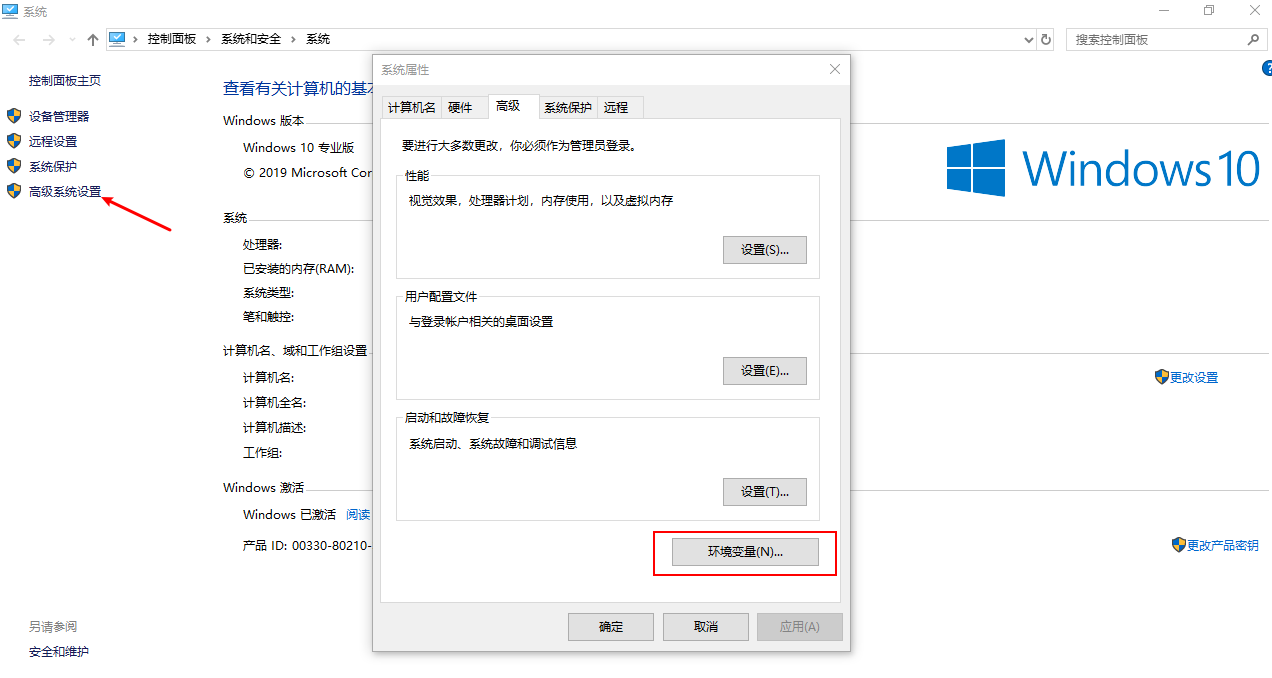 系统
控制面板 系统和安全 系统
搜索控制面板
控制面板主页
设备管理器
远程设置
系统保护
高级系统设置
另请参阅
安全和维护
查看有关计算机的基本
Windows 版本
Windows 10 专业版
© 2019 Microsoft Cor
系统
处理器:
已安装的内存(RAM):
系统类型:
笔和触控:
计算机名、域和工作组设置
计算机名:
计算机全名:
计算机描述:
工作组:
Windows 激活
Windows 已激活 阅读
产品 ID: 00330-80210-
系统属性
计算机名 硬件 高级 系统保护 远程
要进行大多数更改，你必须作为管理员登录。
性能
视觉效果，处理器计划，内存使用，以及虚拟内存
设置(S)...
用户配置文件
与登录帐户相关的桌面设置
设置(E)...
启动和故障恢复
系统启动、系统故障和调试信息
设置(T)...
环境变量(N)...
确定 取消 应用(A)
?
Windows 10
更改设置
更改产品密钥